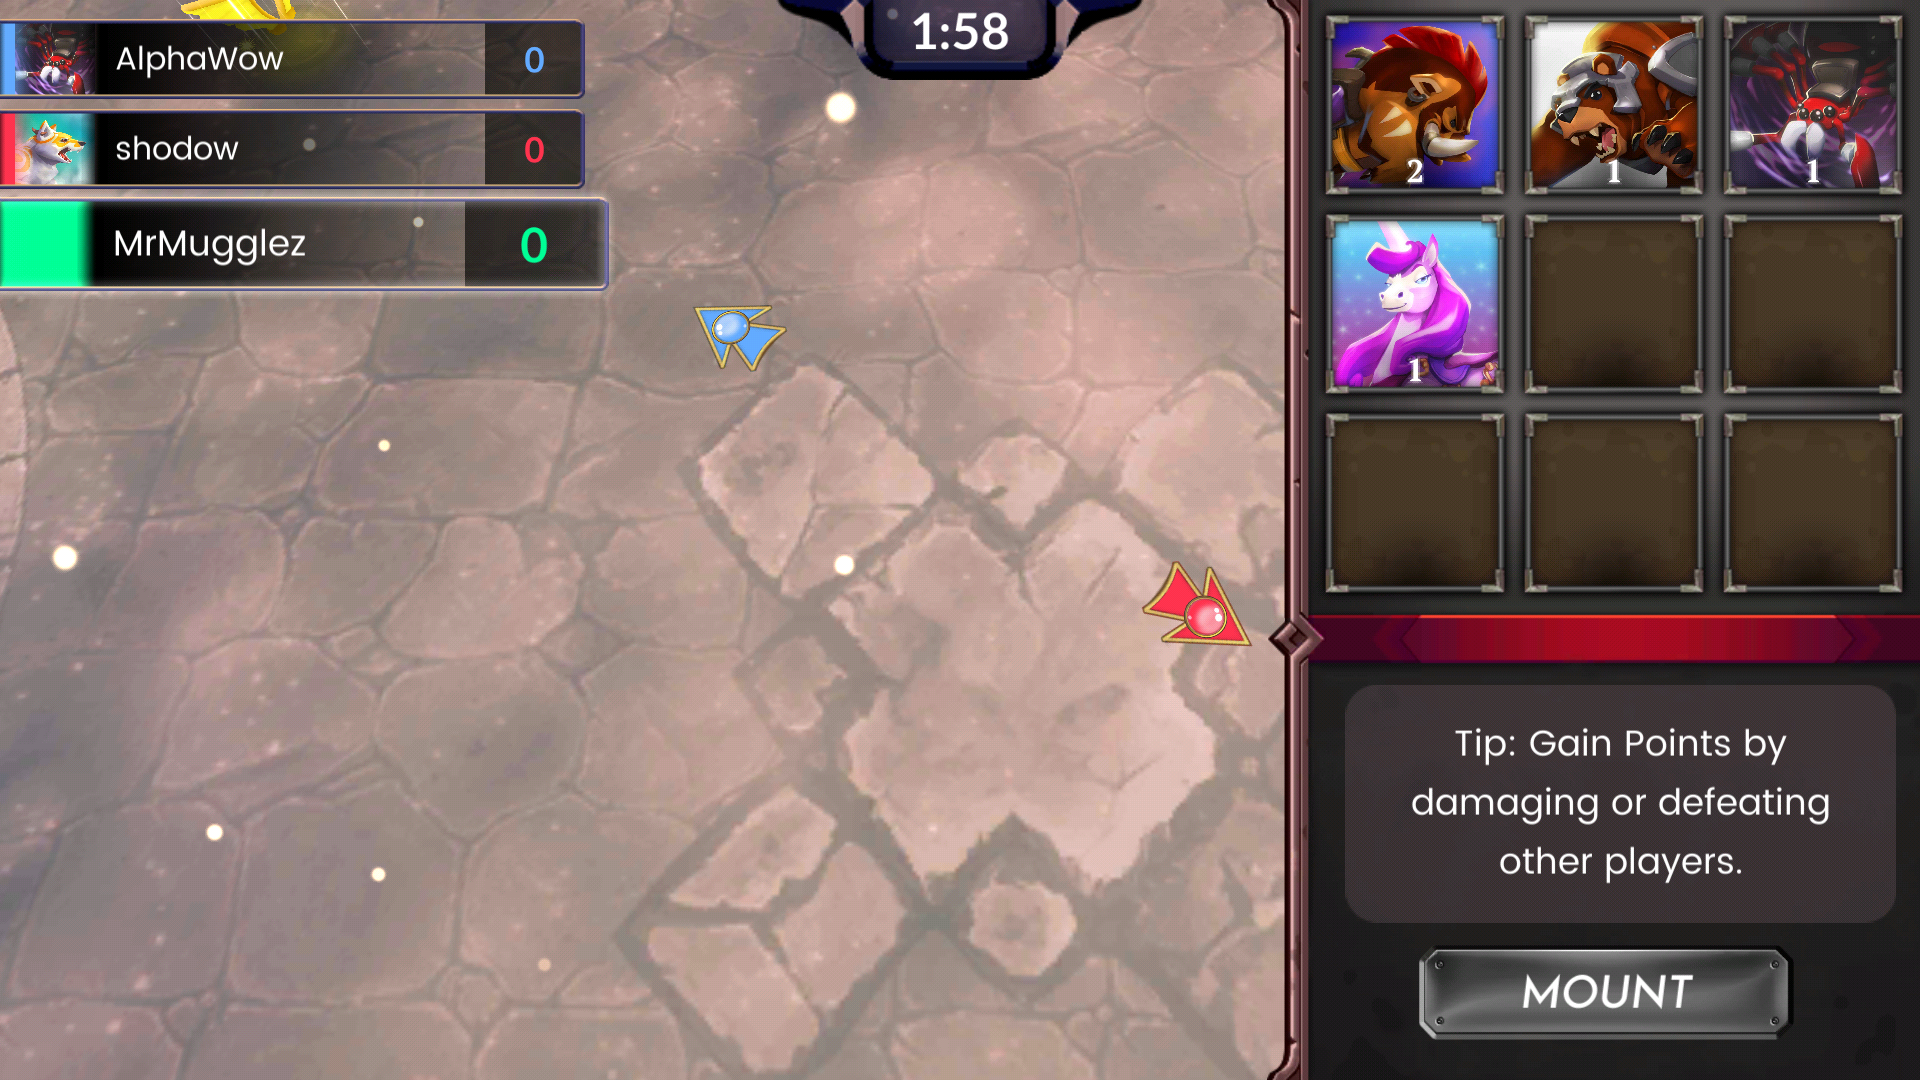 1:58
AlphaWow 0
shodow 0
MrMugglez 0
2
1
1
1
Tip: Gain Points by
damaging or defeating
other players.
MOUNT